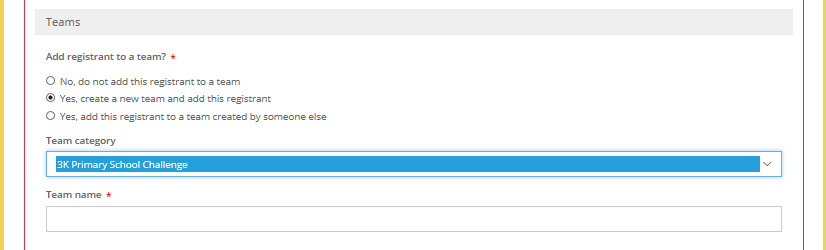 Teams
Add registrant to a team? *
No, do not add this registrant to a team
Yes, create a new team and add this registrant
Yes, add this registrant to a team created by someone else
Team category
3K Primary School Challenge
Team name *